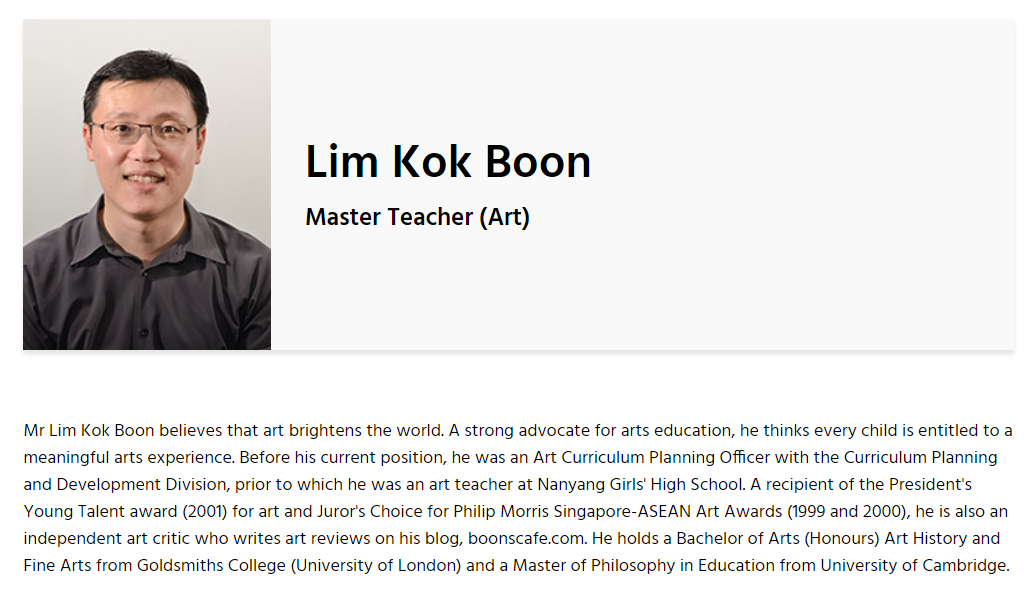 Lim Kok Boon
Master Teacher (Art)
Mr Lim Kok Boon believes that art brightens the world. A strong advocate for arts education, he thinks every child is entitled to a
meaningful arts experience. Before his current position, he was an Art Curriculum Planning Officer with the Curriculum Planning
and Development Division, prior to which he was an art teacher at Nanyang Girls' High School. A recipient of the President's
Young Talent award (2001) for art and Juror's Choice for Philip Morris Singapore-ASEAN Art Awards (1999 and 2000), he is also an
independent art critic who writes art reviews on his blog, boonscafe.com. He holds a Bachelor of Arts (Honours) Art History and
Fine Arts from Goldsmiths College (University of London) and a Master of Philosophy in Education from University of Cambridge.